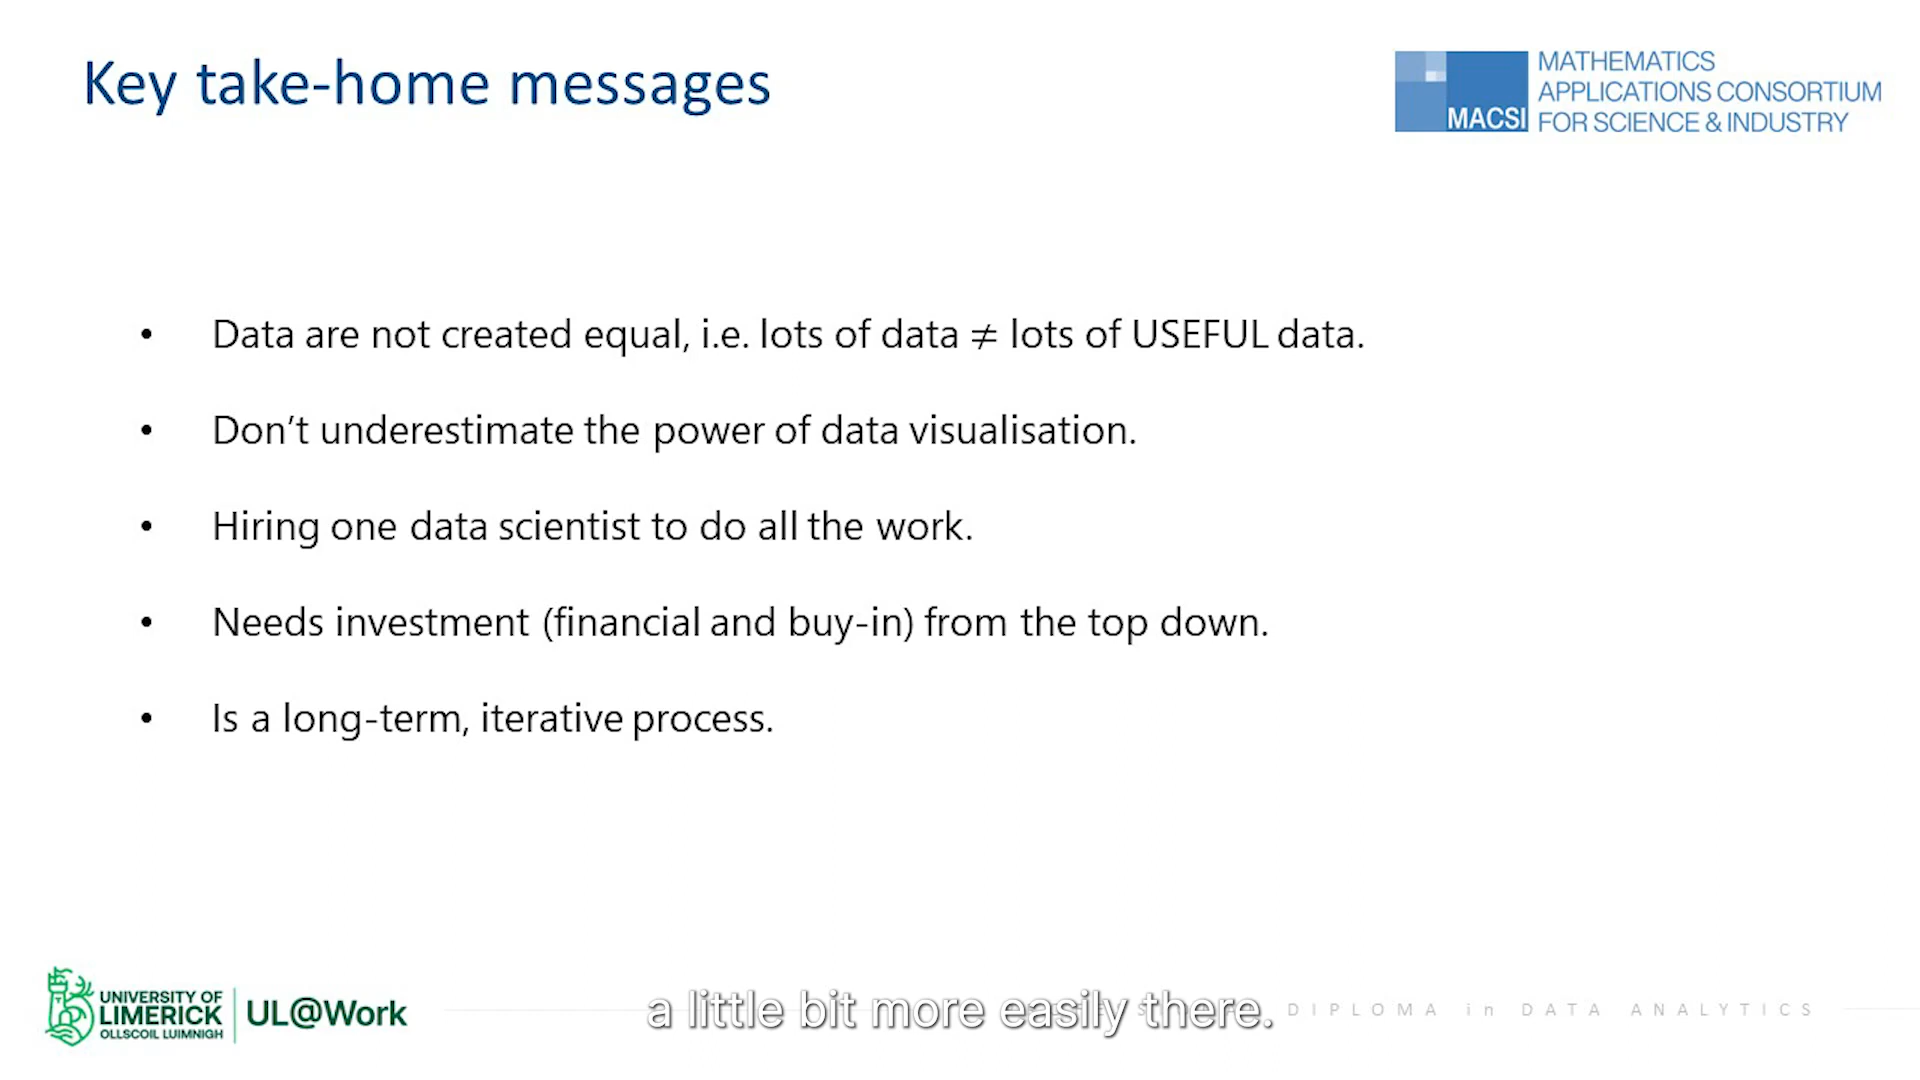 Key take-home messages
MACSI
MATHEMATICS
APPLICATIONS CONSORTIUM
FOR SCIENCE & INDUSTRY
• Data are not created equal, i.e. lots of data ≠ lots of USEFUL data.
• Don’t underestimate the power of data visualisation.
• Hiring one data scientist to do all the work.
• Needs investment (financial and buy-in) from the top down.
• Is a long-term, iterative process.
UNIVERSITY OF
LIMERICK
OLLSCOIL LUIMNIGH
UL@Work
a little bit more easily there.
DIPLOMA in DATA ANALYTICS